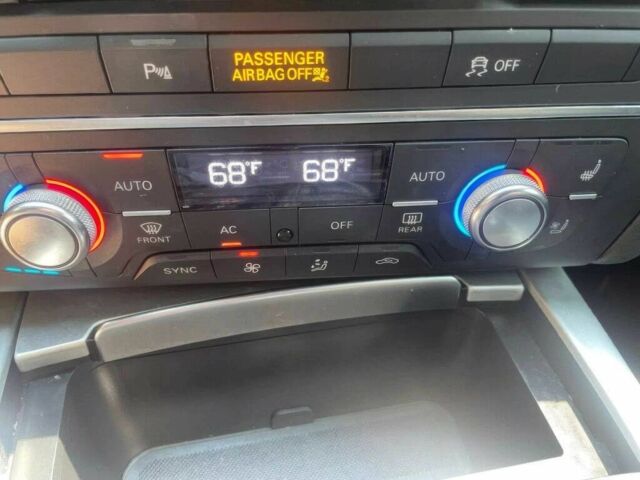 P
PASSENGER
AIRBAG OFF
OFF
AUTO
68°F
68°F
AUTO
FRONT
AC
OFF
REAR
SYNC